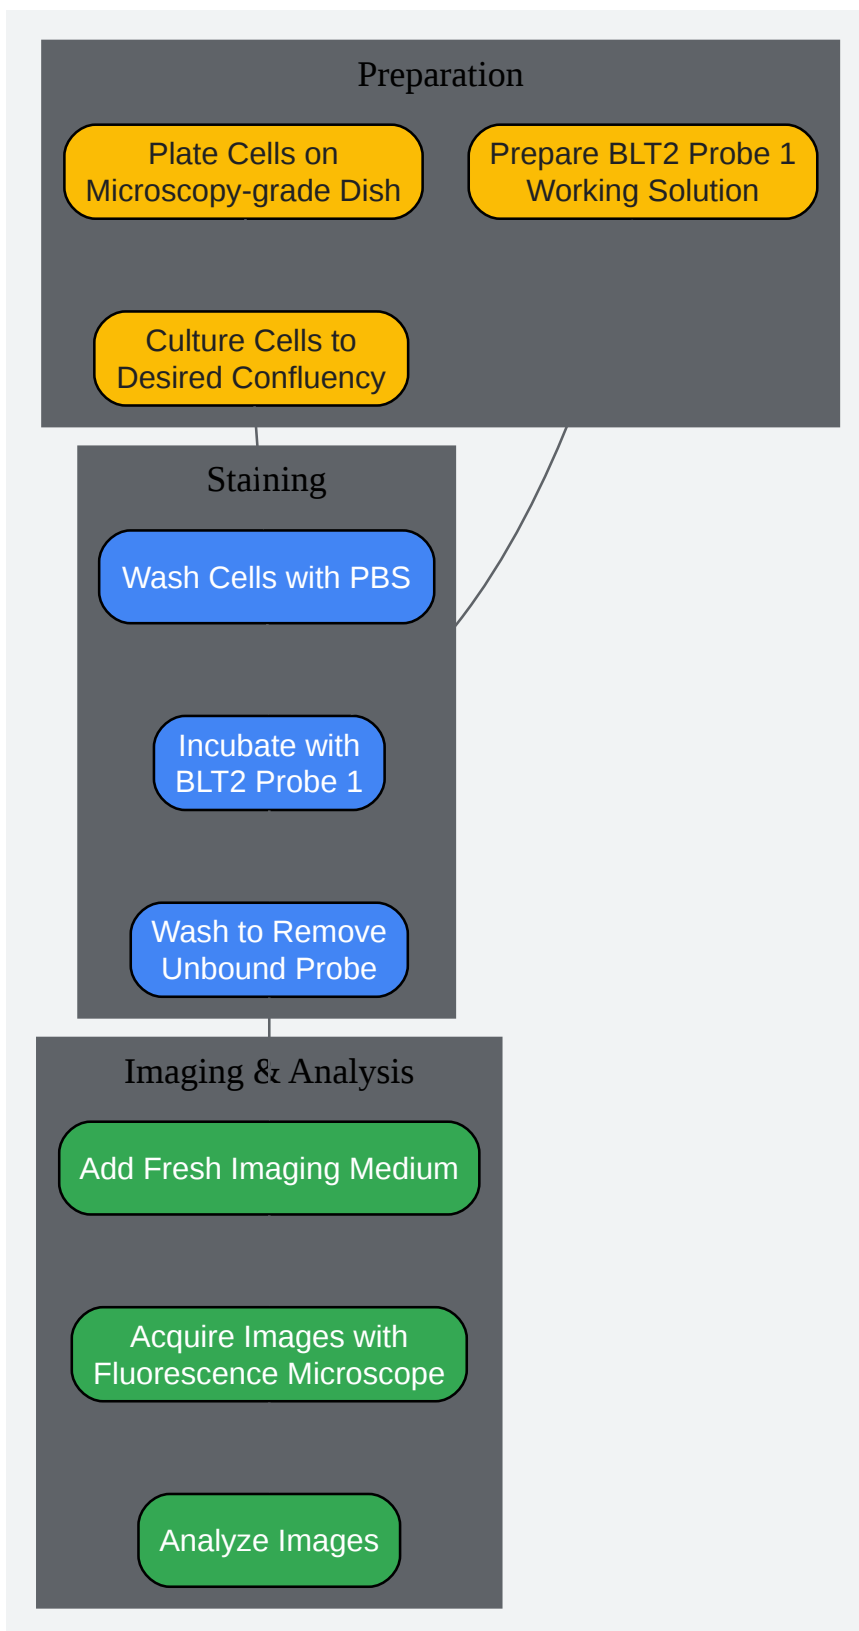 Preparation
Plate Cells on
Microscopy-grade Dish
Prepare BLT2 Probe 1
Working Solution
Culture Cells to
Desired Confluency
Staining
Wash Cells with PBS
Incubate with
BLT2 Probe 1
Wash to Remove
Unbound Probe
Imaging & Analysis
Add Fresh Imaging Medium
Acquire Images with
Fluorescence Microscope
Analyze Images